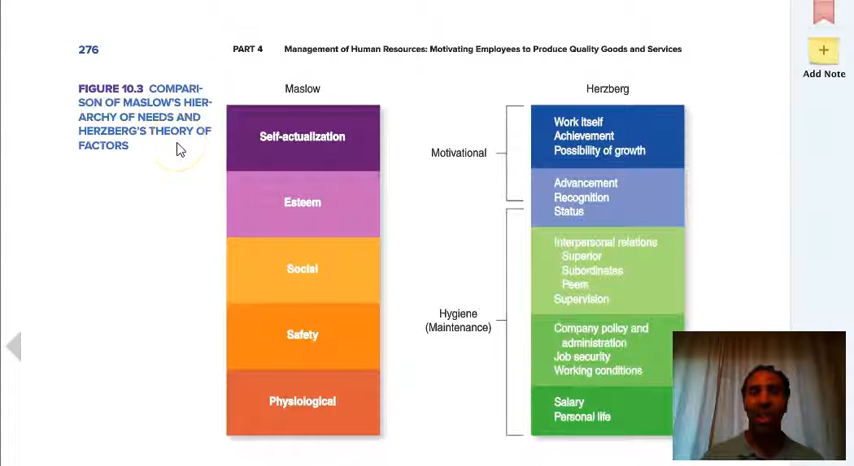 276
PART 4 Management of Human Resources: Motivating Employees to Produce Quality Goods and Services
Add Note
FIGURE 10.3 COMPARI-
SON OF MASLOW'S HIER-
ARCHY OF NEEDS AND
HERZBERG'S THEORY OF
FACTORS
Maslow
Self-actualization
Esteem
Social
Safety
Physiological
Herzberg
Motivational
Work itself
Achievement
Possibility of growth
Advancement
Recognition
Status
Hygiene
(Maintenance)
Interpersonal relations
Superior
Subordinates
Peers
Supervision
Company policy and
administration
Job security
Working conditions
Salary
Personal life